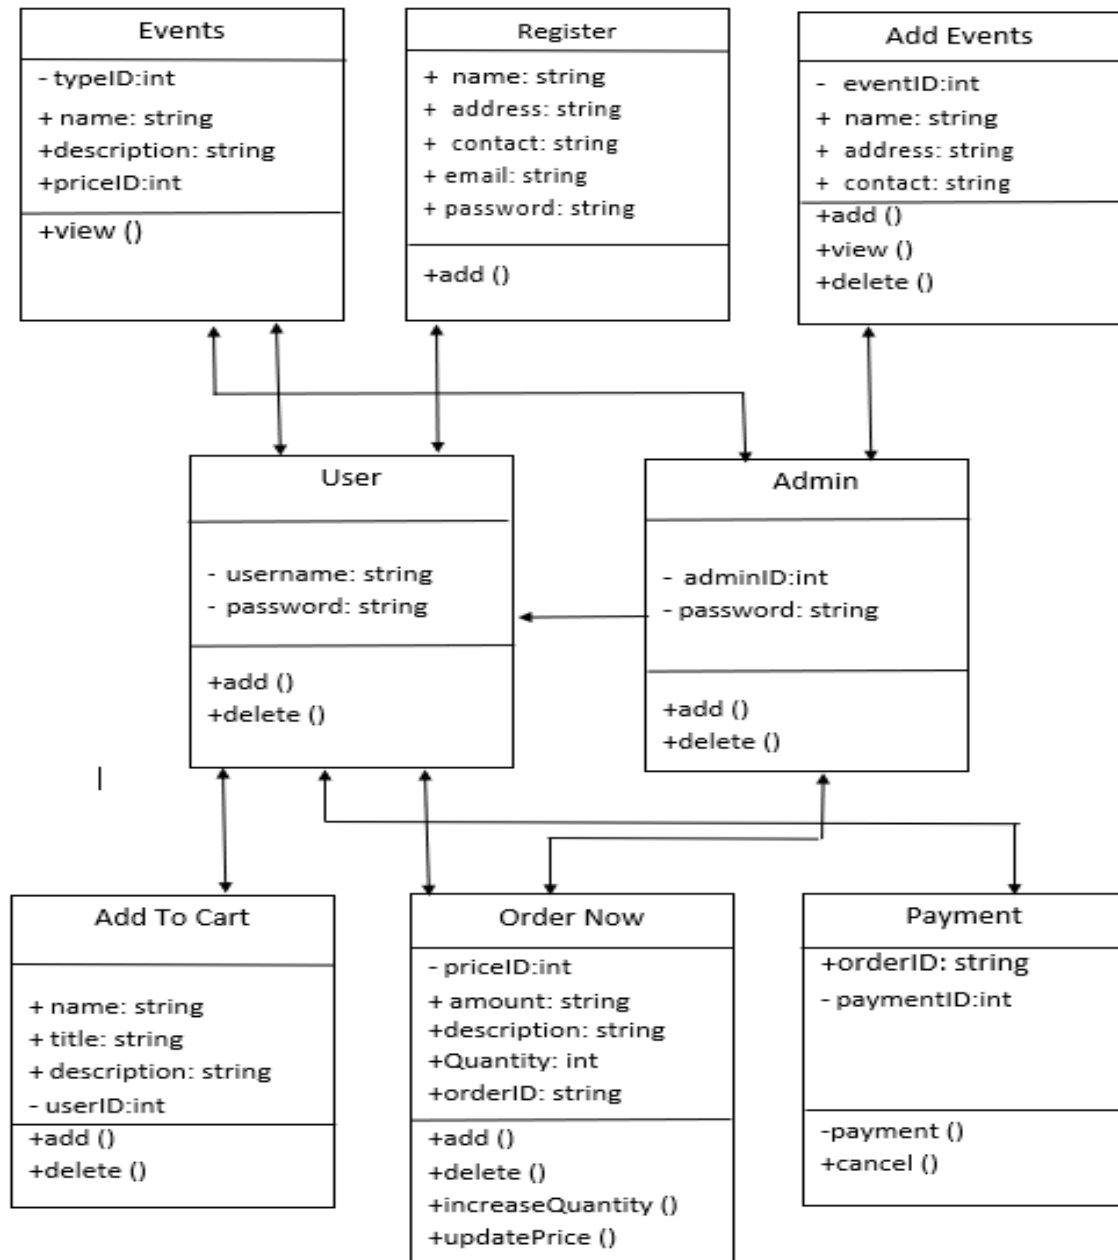 Events
- typeID:int
+ name: string
+description: string
+priceID:int
+view ()
Register
+ name: string
+ address: string
+ contact: string
+ email: string
+ password: string
+add ()
Add Events
- eventID:int
+ name: string
+ address: string
+ contact: string
+add ()
+view ()
+delete ()
User
- username: string
- password: string
+add ()
+delete ()
Admin
- adminID:int
- password: string
+add ()
+delete ()
Add To Cart
+ name: string
+ title: string
+ description: string
- userID:int
+add ()
+delete ()
Order Now
- priceID:int
+ amount: string
+description: string
+Quantity: int
+orderID: string
+add ()
+delete ()
+increaseQuantity ()
+updatePrice ()
Payment
+orderID: string
- paymentID:int
-payment ()
+cancel ()